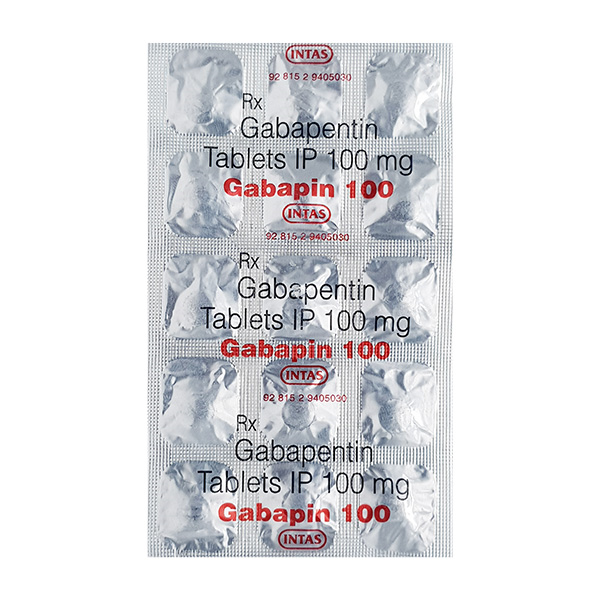 INTAS
92 815 2 9405030
Rx
Gabapentin
Tablets IP 100 mg
Gabapin 100
INTAS
92 815-2-9405030
Rx
Gabapentin
Tablets IP 100 mg
Gabapin 100
INTAS
92 815 2 9405030
Rx
Gabapentin
Tablets IP 100 mg
Gabapin 100
INTAS